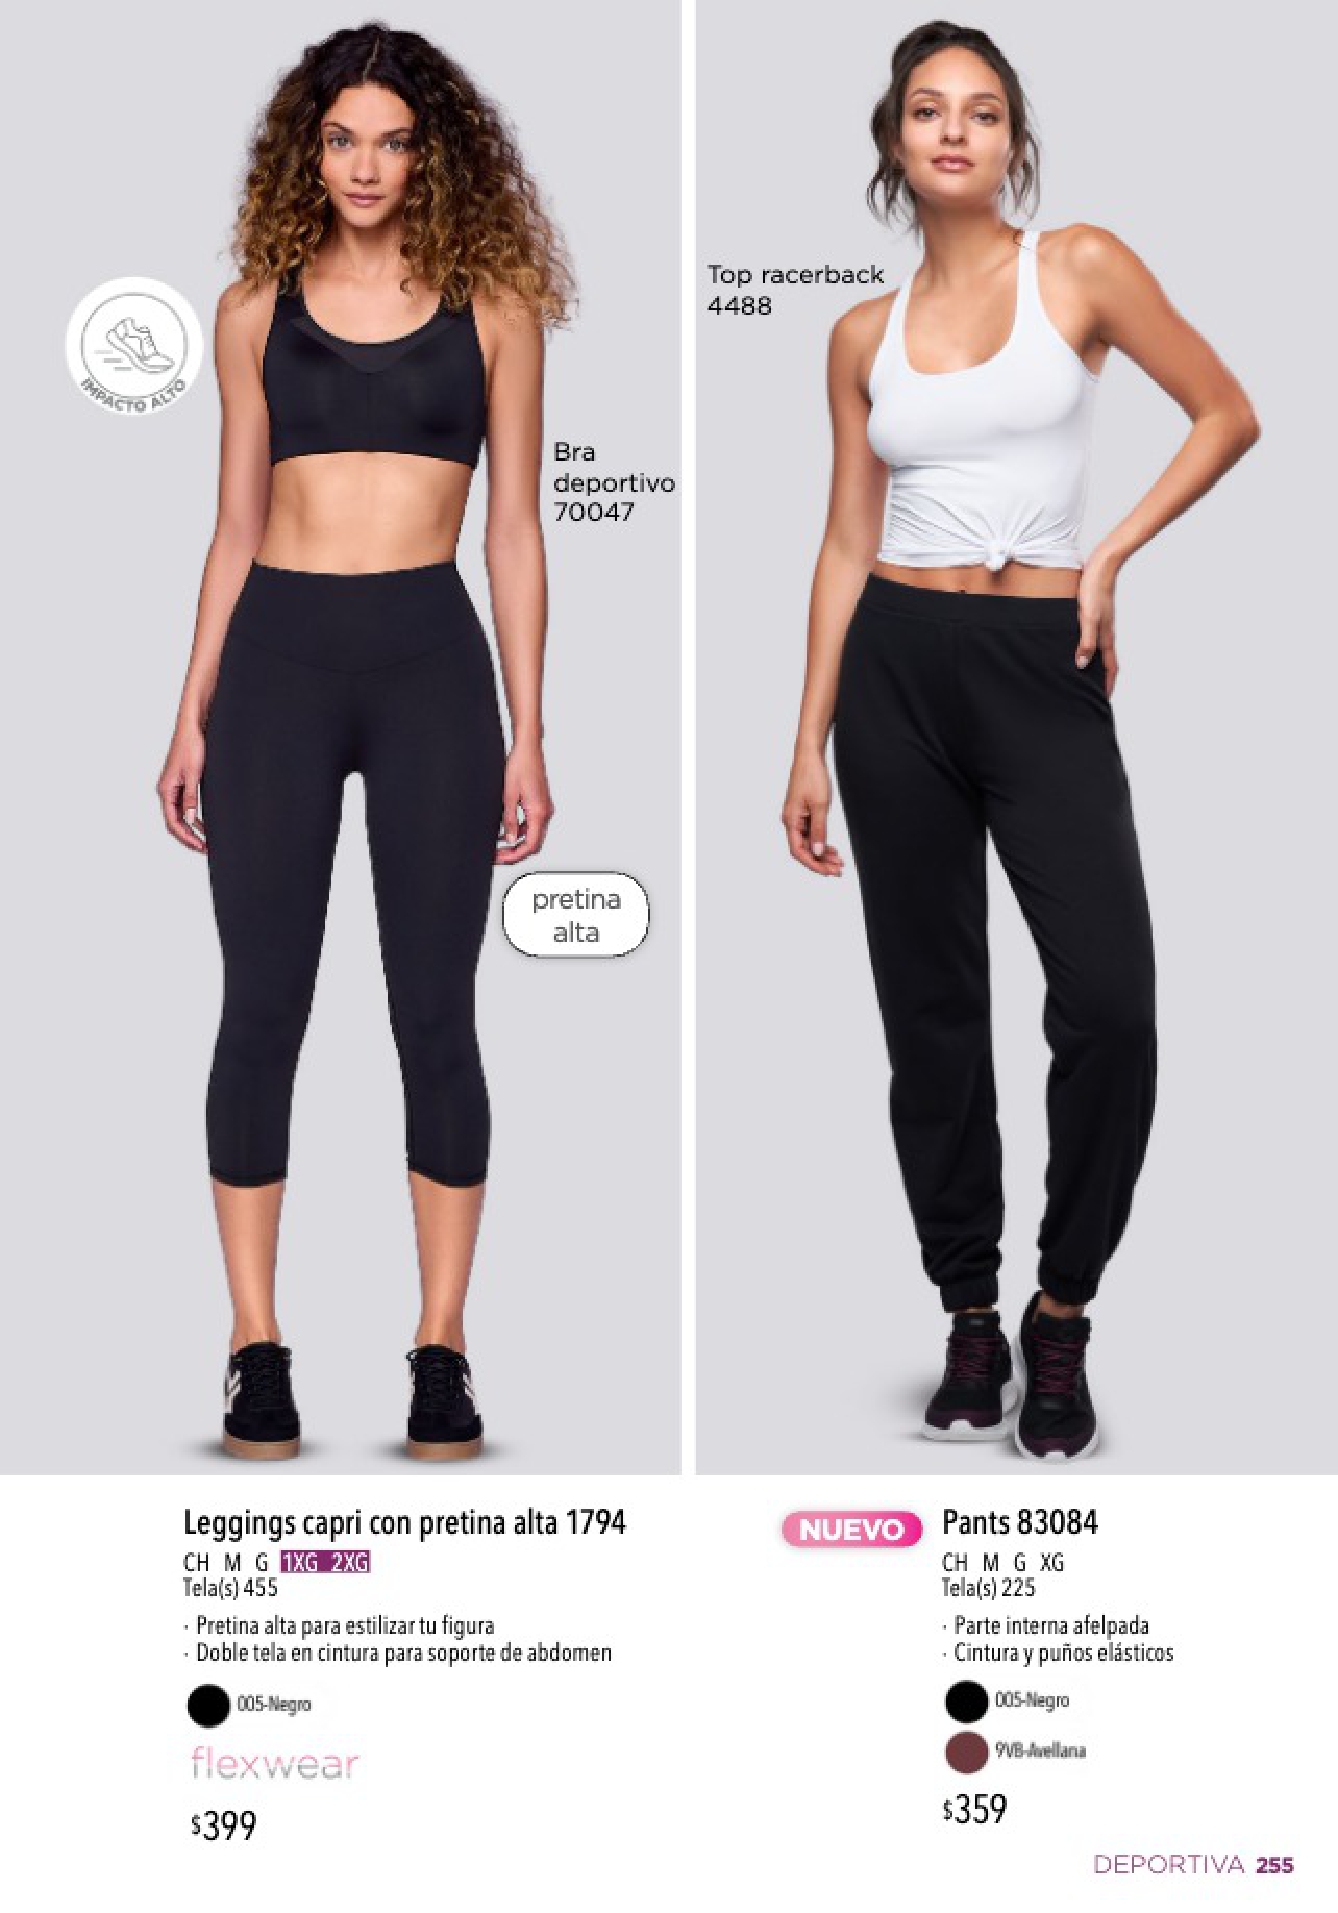 IMPACTO ALTO
Bra
deportivo
70047
pretina
alta
Top racerback
4488
Leggings capri con pretina alta 1794
CH M G 1XG 2XG
Tela(s) 455
· Pretina alta para estilizar tu figura
· Doble tela en cintura para soporte de abdomen
005-Negro
flexwear
$399
NUEVO
Pants 83084
CH M G XG
Tela(s) 225
· Parte interna afelpada
· Cintura y puños elásticos
005-Negro
9VB-Avellana
$359
DEPORTIVA 255